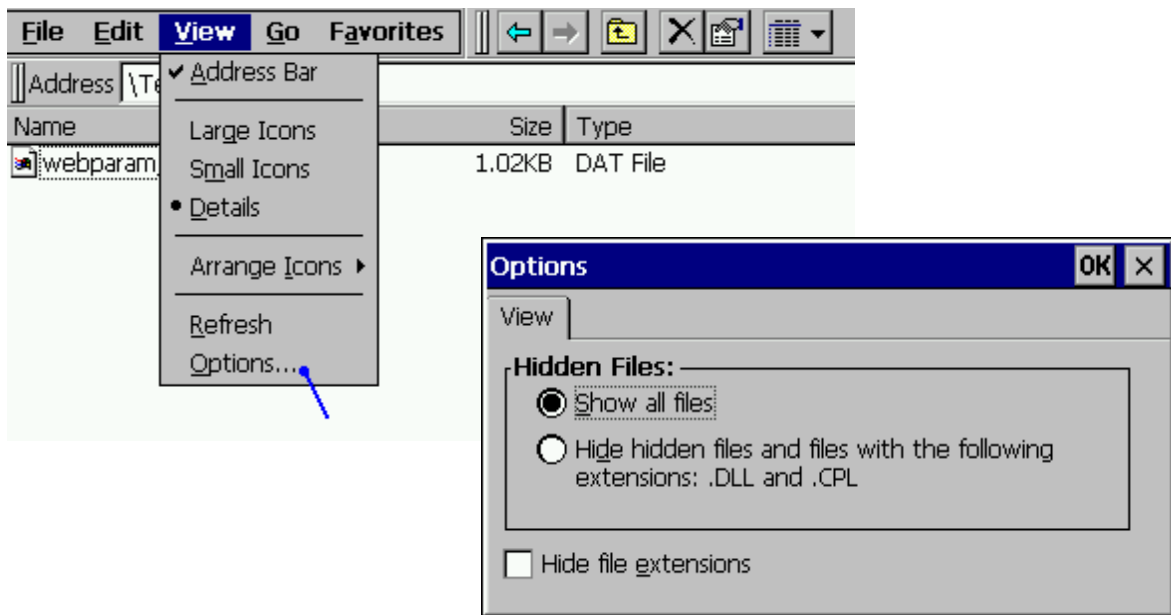 File Edit View Go Favorites
Address \Te
Address Bar
Name Size Type
Large Icons
webparam_ 1.02KB DAT File
Small Icons
Details
Arrange Icons
Refresh
Options...
Options OK
View
Hidden Files:
Show all files
Hide hidden files and files with the following
extensions: .DLL and .CPL
Hide file extensions